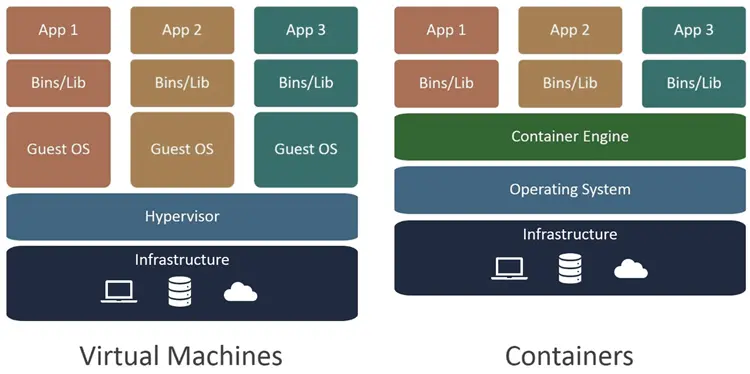 App 1
App 2
App 3
Bins/Lib
Bins/Lib
Bins/Lib
Guest OS
Guest OS
Guest OS
Hypervisor
Infrastructure
Virtual Machines
App 1
App 2
App 3
Bins/Lib
Bins/Lib
Bins/Lib
Container Engine
Operating System
Infrastructure
Containers